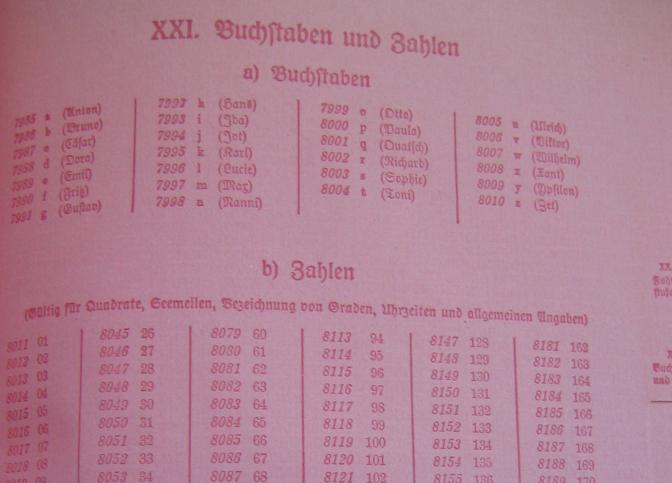 XXI. Buchstaben und Zahlen
a) Buchstaben
7985 a (Anton)
7986 b (Bruno)
7987 c (Cäsar)
7988 d (Dora)
7989 e (Emil)
7990 f (Fritz)
7991 g (Gustav)
7992 h (Hans)
7993 i (Ida)
7994 j (Jot)
7995 k (Karl)
7996 l (Lucie)
7997 m (Max)
7998 n (Nanni)
7999 o (Otto)
8000 p (Paula)
8001 q (Quatsch)
8002 r (Richard)
8003 s (Sophie)
8004 t (Toni)
8005 u (Ulrich)
8006 v (Viktor)
8007 w (Wilhelm)
8008 x (Xant)
8009 y (Ypsilon)
8010 z (Zet)
b) Zahlen
(Gültig für Quadrate, Seemeilen, Bezeichnung von Graden, Uhrzeiten und allgemeinen Angaben)
8011 01
8012 02
8013 03
8014 04
8015 05
8016 06
8017 07
8018 08
8045 26
8046 27
8047 28
8048 29
8049 30
8050 31
8051 32
8052 33
8053 34
8079 60
8080 61
8081 62
8082 63
8083 64
8084 65
8085 66
8086 67
8087 68
8113 94
8114 95
8115 96
8116 97
8117 98
8118 99
8119 100
8120 101
8121 102
8147 128
8148 129
8149 130
8150 131
8151 132
8152 133
8153 134
8154 135
8155 136
8181 162
8182 163
8183 164
8184 165
8185 166
8186 167
8187 168
8188 169
8189 170
XX.
und